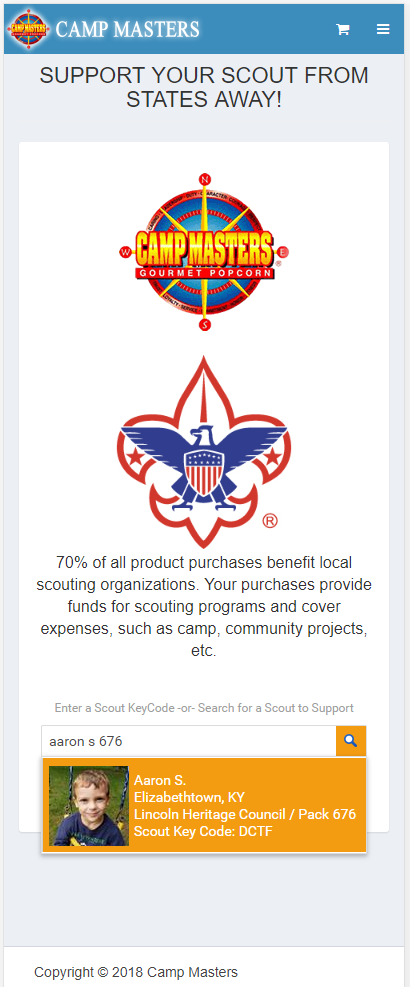 CAMP MASTERS
CAMP MASTERS
SUPPORT YOUR SCOUT FROM
STATES AWAY!
N
W
E
CAMP MASTERS
®
GOURMET POPCORN
S
®
70% of all product purchases benefit local
scouting organizations. Your purchases provide
funds for scouting programs and cover
expenses, such as camp, community projects,
etc.
Enter a Scout KeyCode -or- Search for a Scout to Support
aaron s 676
Aaron S.
Elizabethtown, KY
Lincoln Heritage Council / Pack 676
Scout Key Code: DCTF
Copyright © 2018 Camp Masters